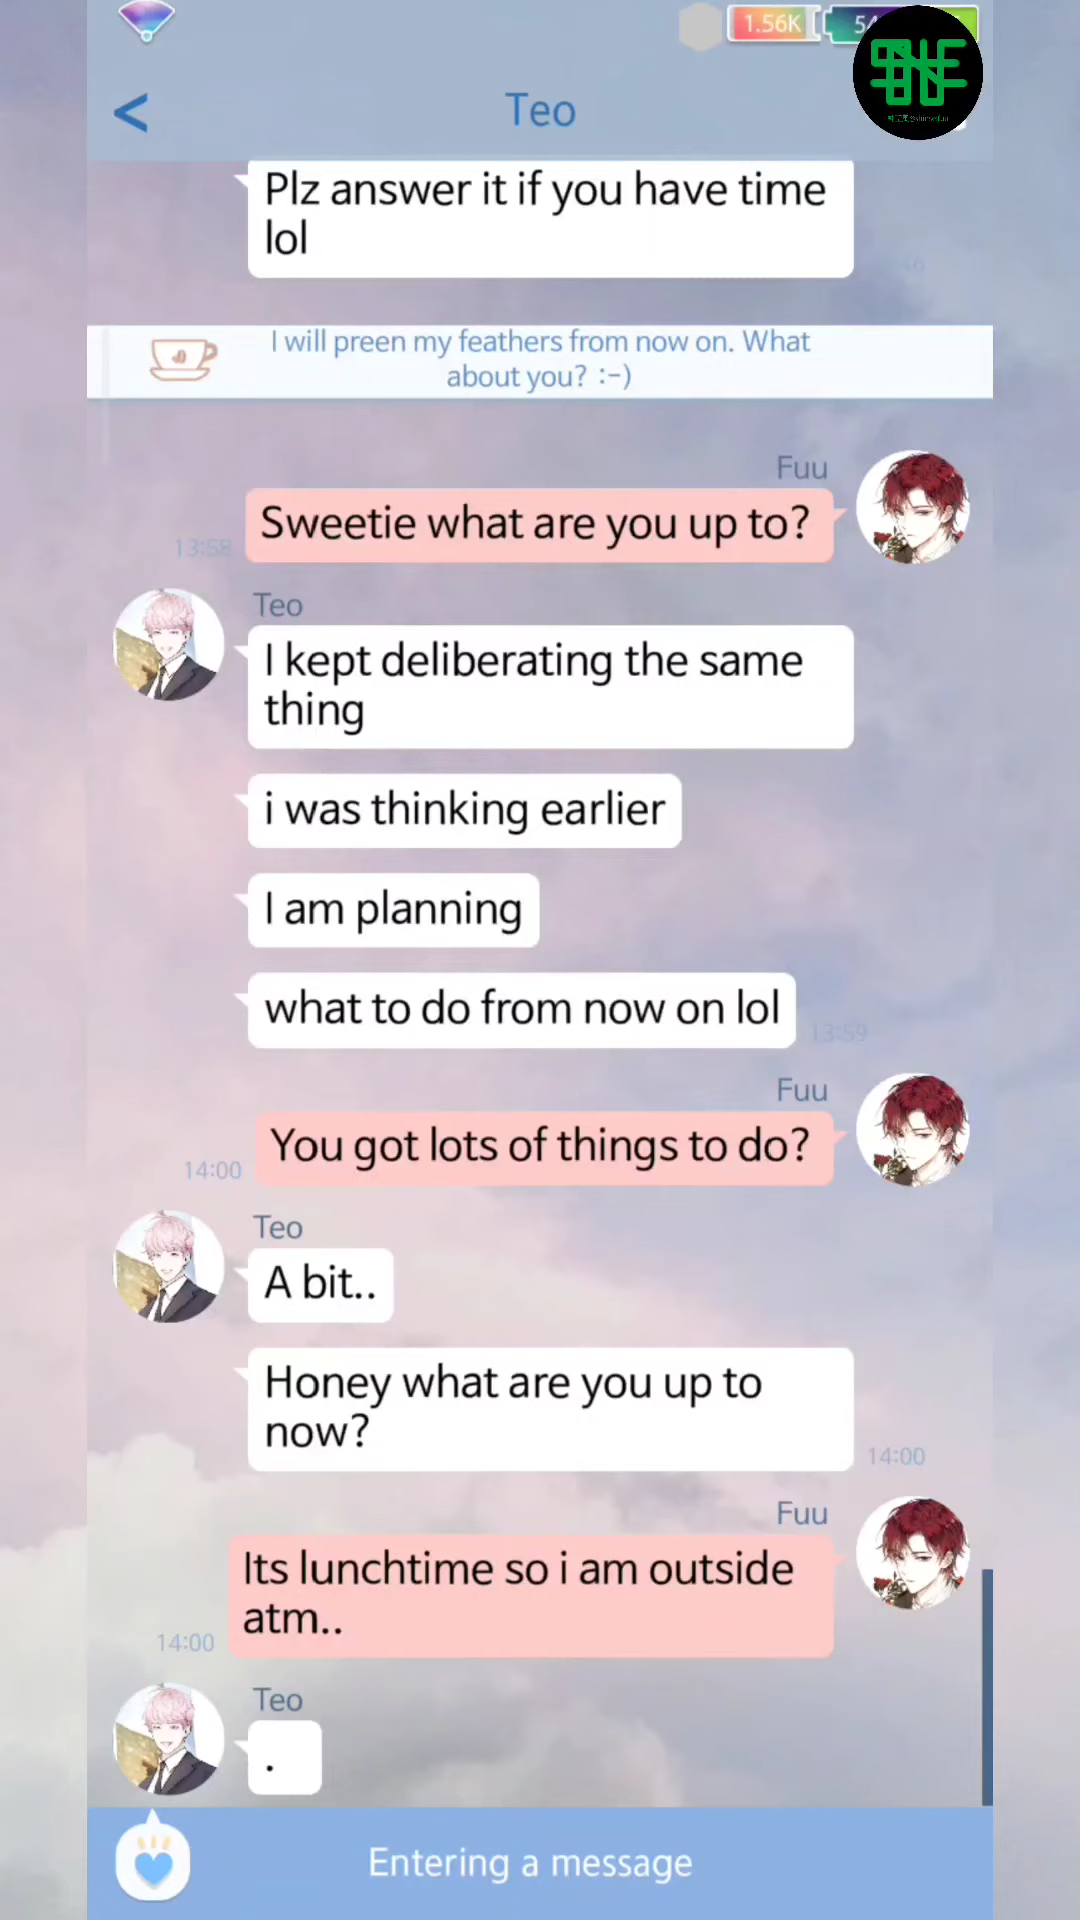 1.56K
54
<
Teo
Plz answer it if you have time
lol
I will preen my feathers from now on. What
about you? :-)
Fuu
Sweetie what are you up to?
13:58
Teo
I kept deliberating the same
thing
i was thinking earlier
I am planning
what to do from now on lol
13:59
Fuu
You got lots of things to do?
14:00
Teo
A bit..
Honey what are you up to
now?
14:00
Fuu
Its lunchtime so i am outside
atm..
14:00
Teo
.
Entering a message